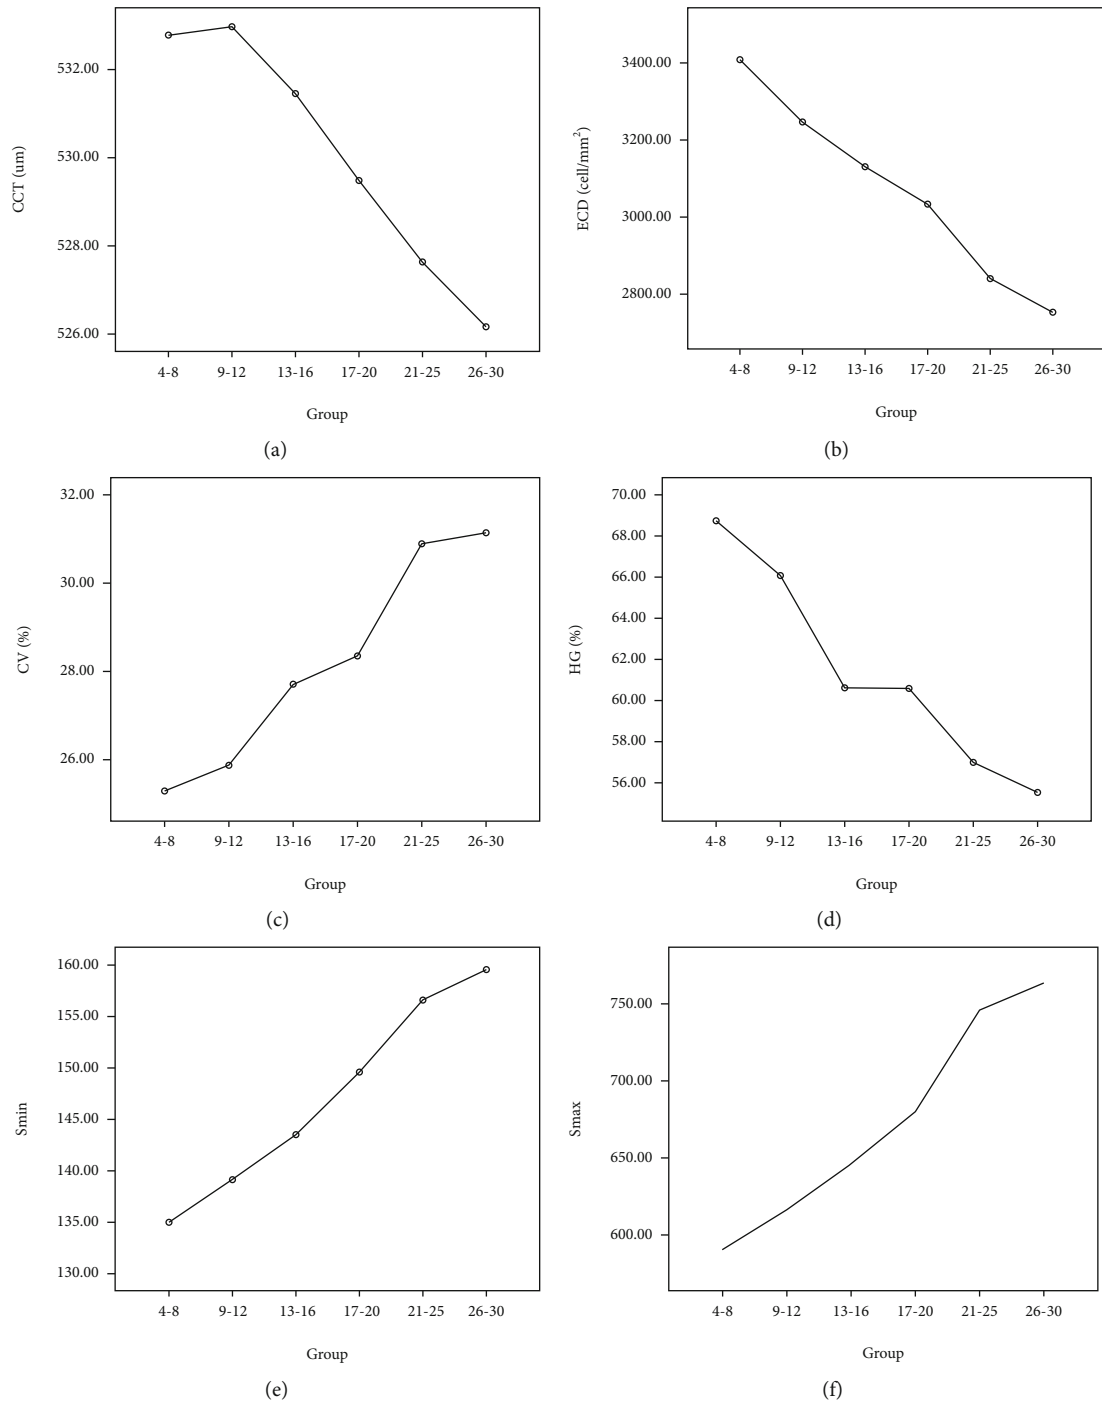 CCT (um)
532.00
530.00
528.00
526.00
4-8 9-12 13-16 17-20 21-25 26-30
Group
(a)
ECD (cell/mm²)
3400.00
3200.00
3000.00
2800.00
4-8 9-12 13-16 17-20 21-25 26-30
Group
(b)
CV (%)
32.00
30.00
28.00
26.00
4-8 9-12 13-16 17-20 21-25 26-30
Group
(c)
HG (%)
70.00
68.00
66.00
64.00
62.00
60.00
58.00
56.00
4-8 9-12 13-16 17-20 21-25 26-30
Group
(d)
Smin
160.00
155.00
150.00
145.00
140.00
135.00
130.00
4-8 9-12 13-16 17-20 21-25 26-30
Group
(e)
Smax
750.00
700.00
650.00
600.00
4-8 9-12 13-16 17-20 21-25 26-30
Group
(f)